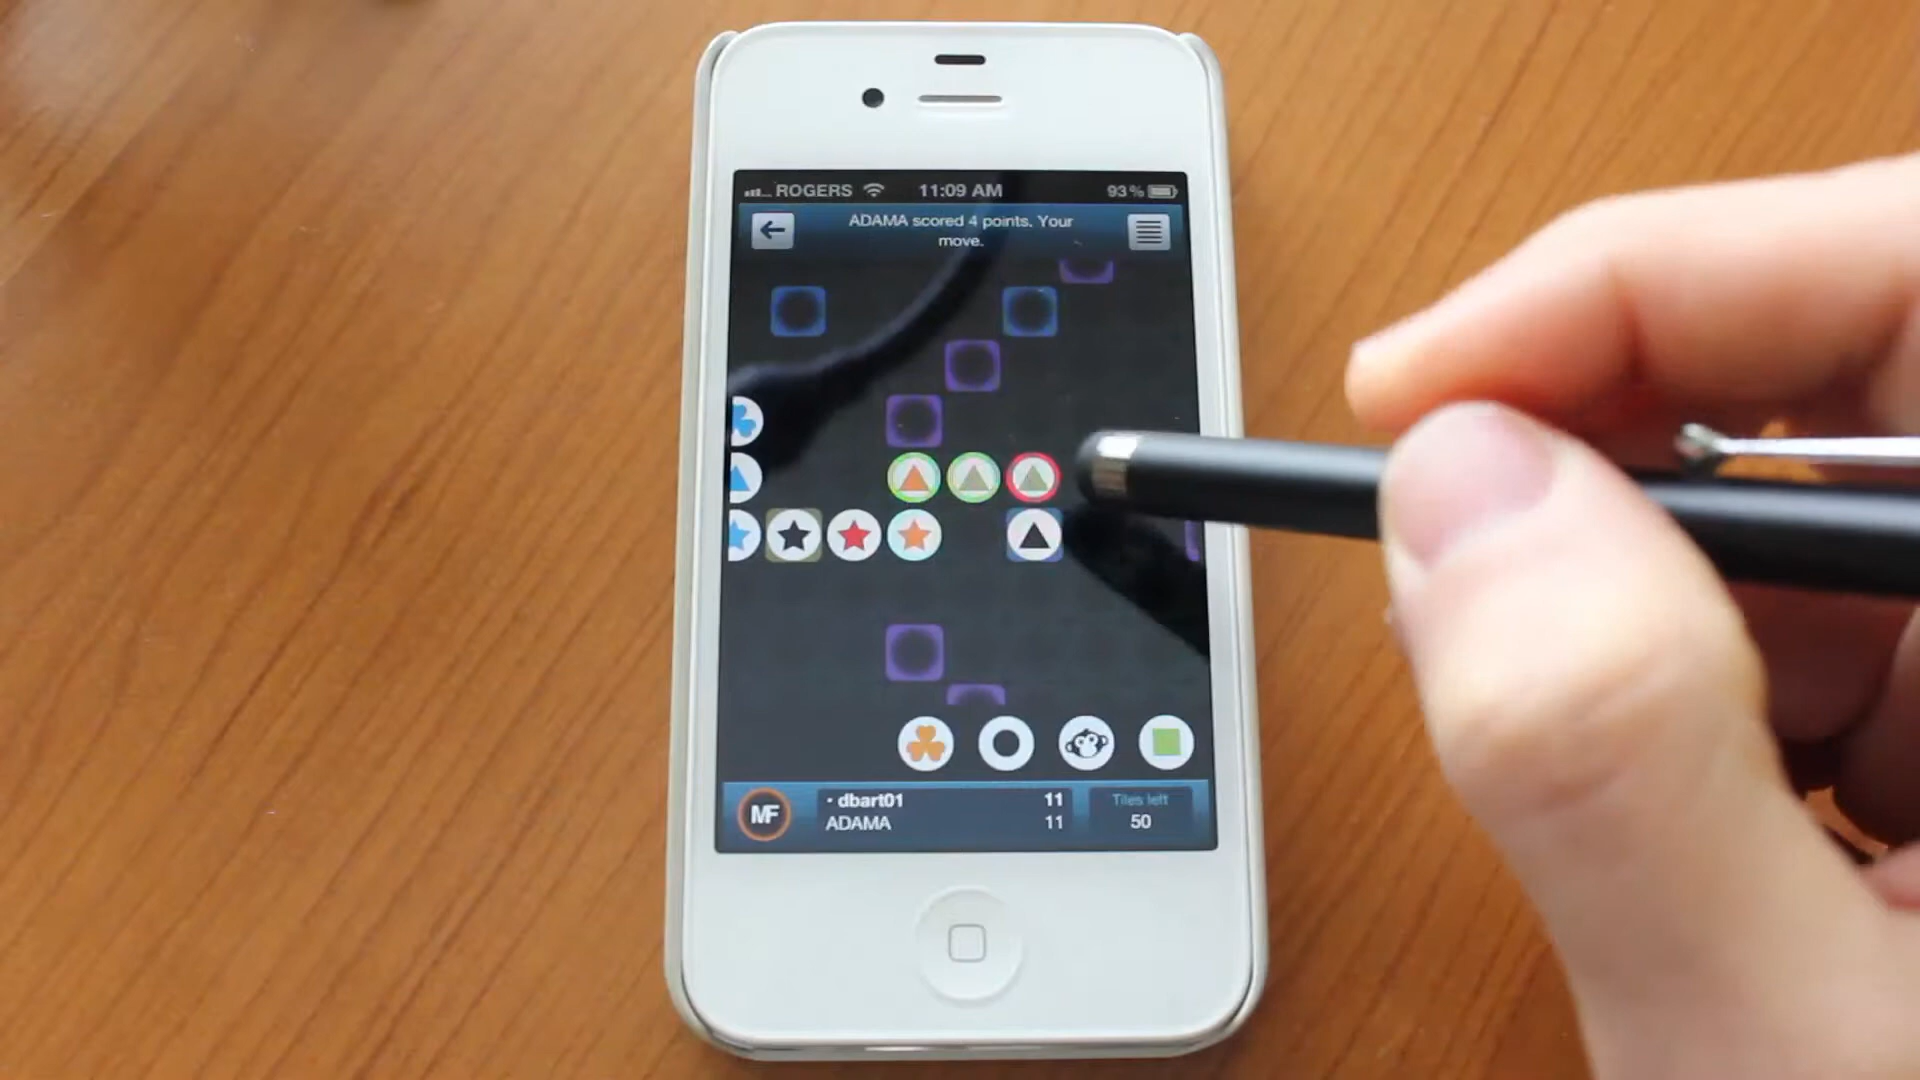 ROGERS 11:09 AM 93%
ADAMA scored 4 points. Your
move.
MF
· dbart01 11
ADAMA 11
Tiles left
50